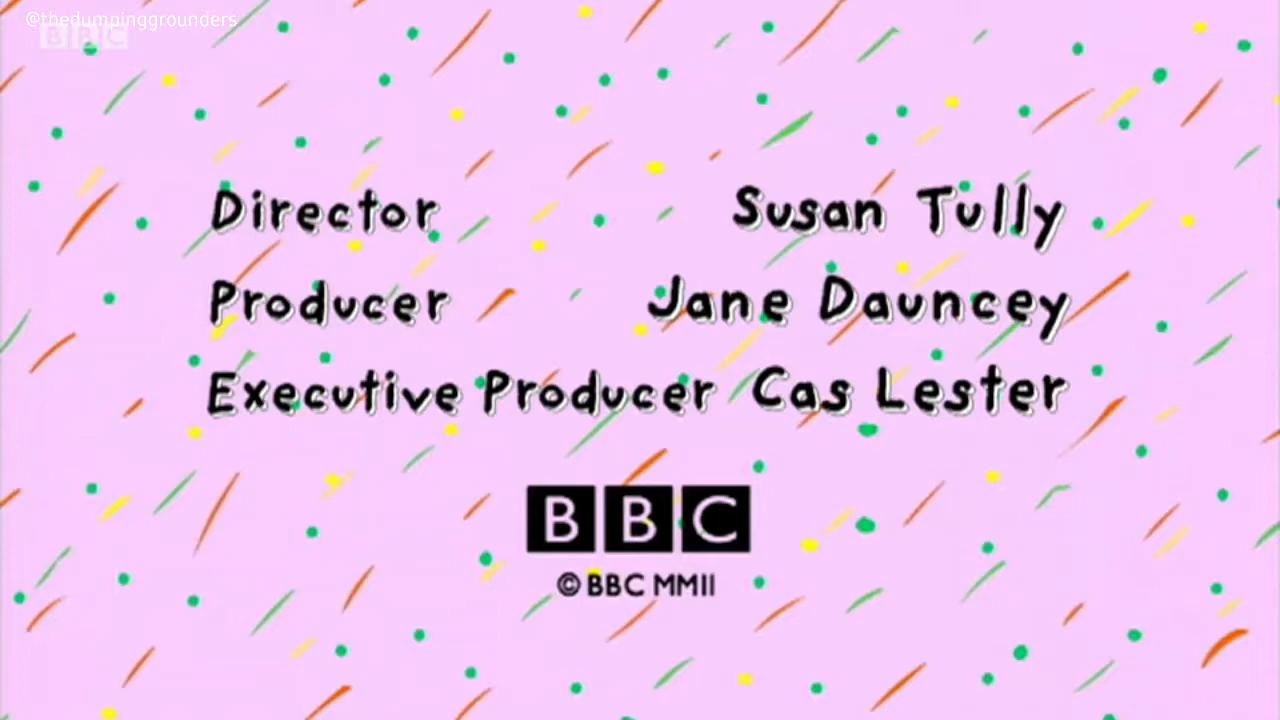 @thedumpinggrounders
BBC
Director Susan Tully
Producer Jane Dauncey
Executive Producer Cas Lester
BBC
© BBC MMII